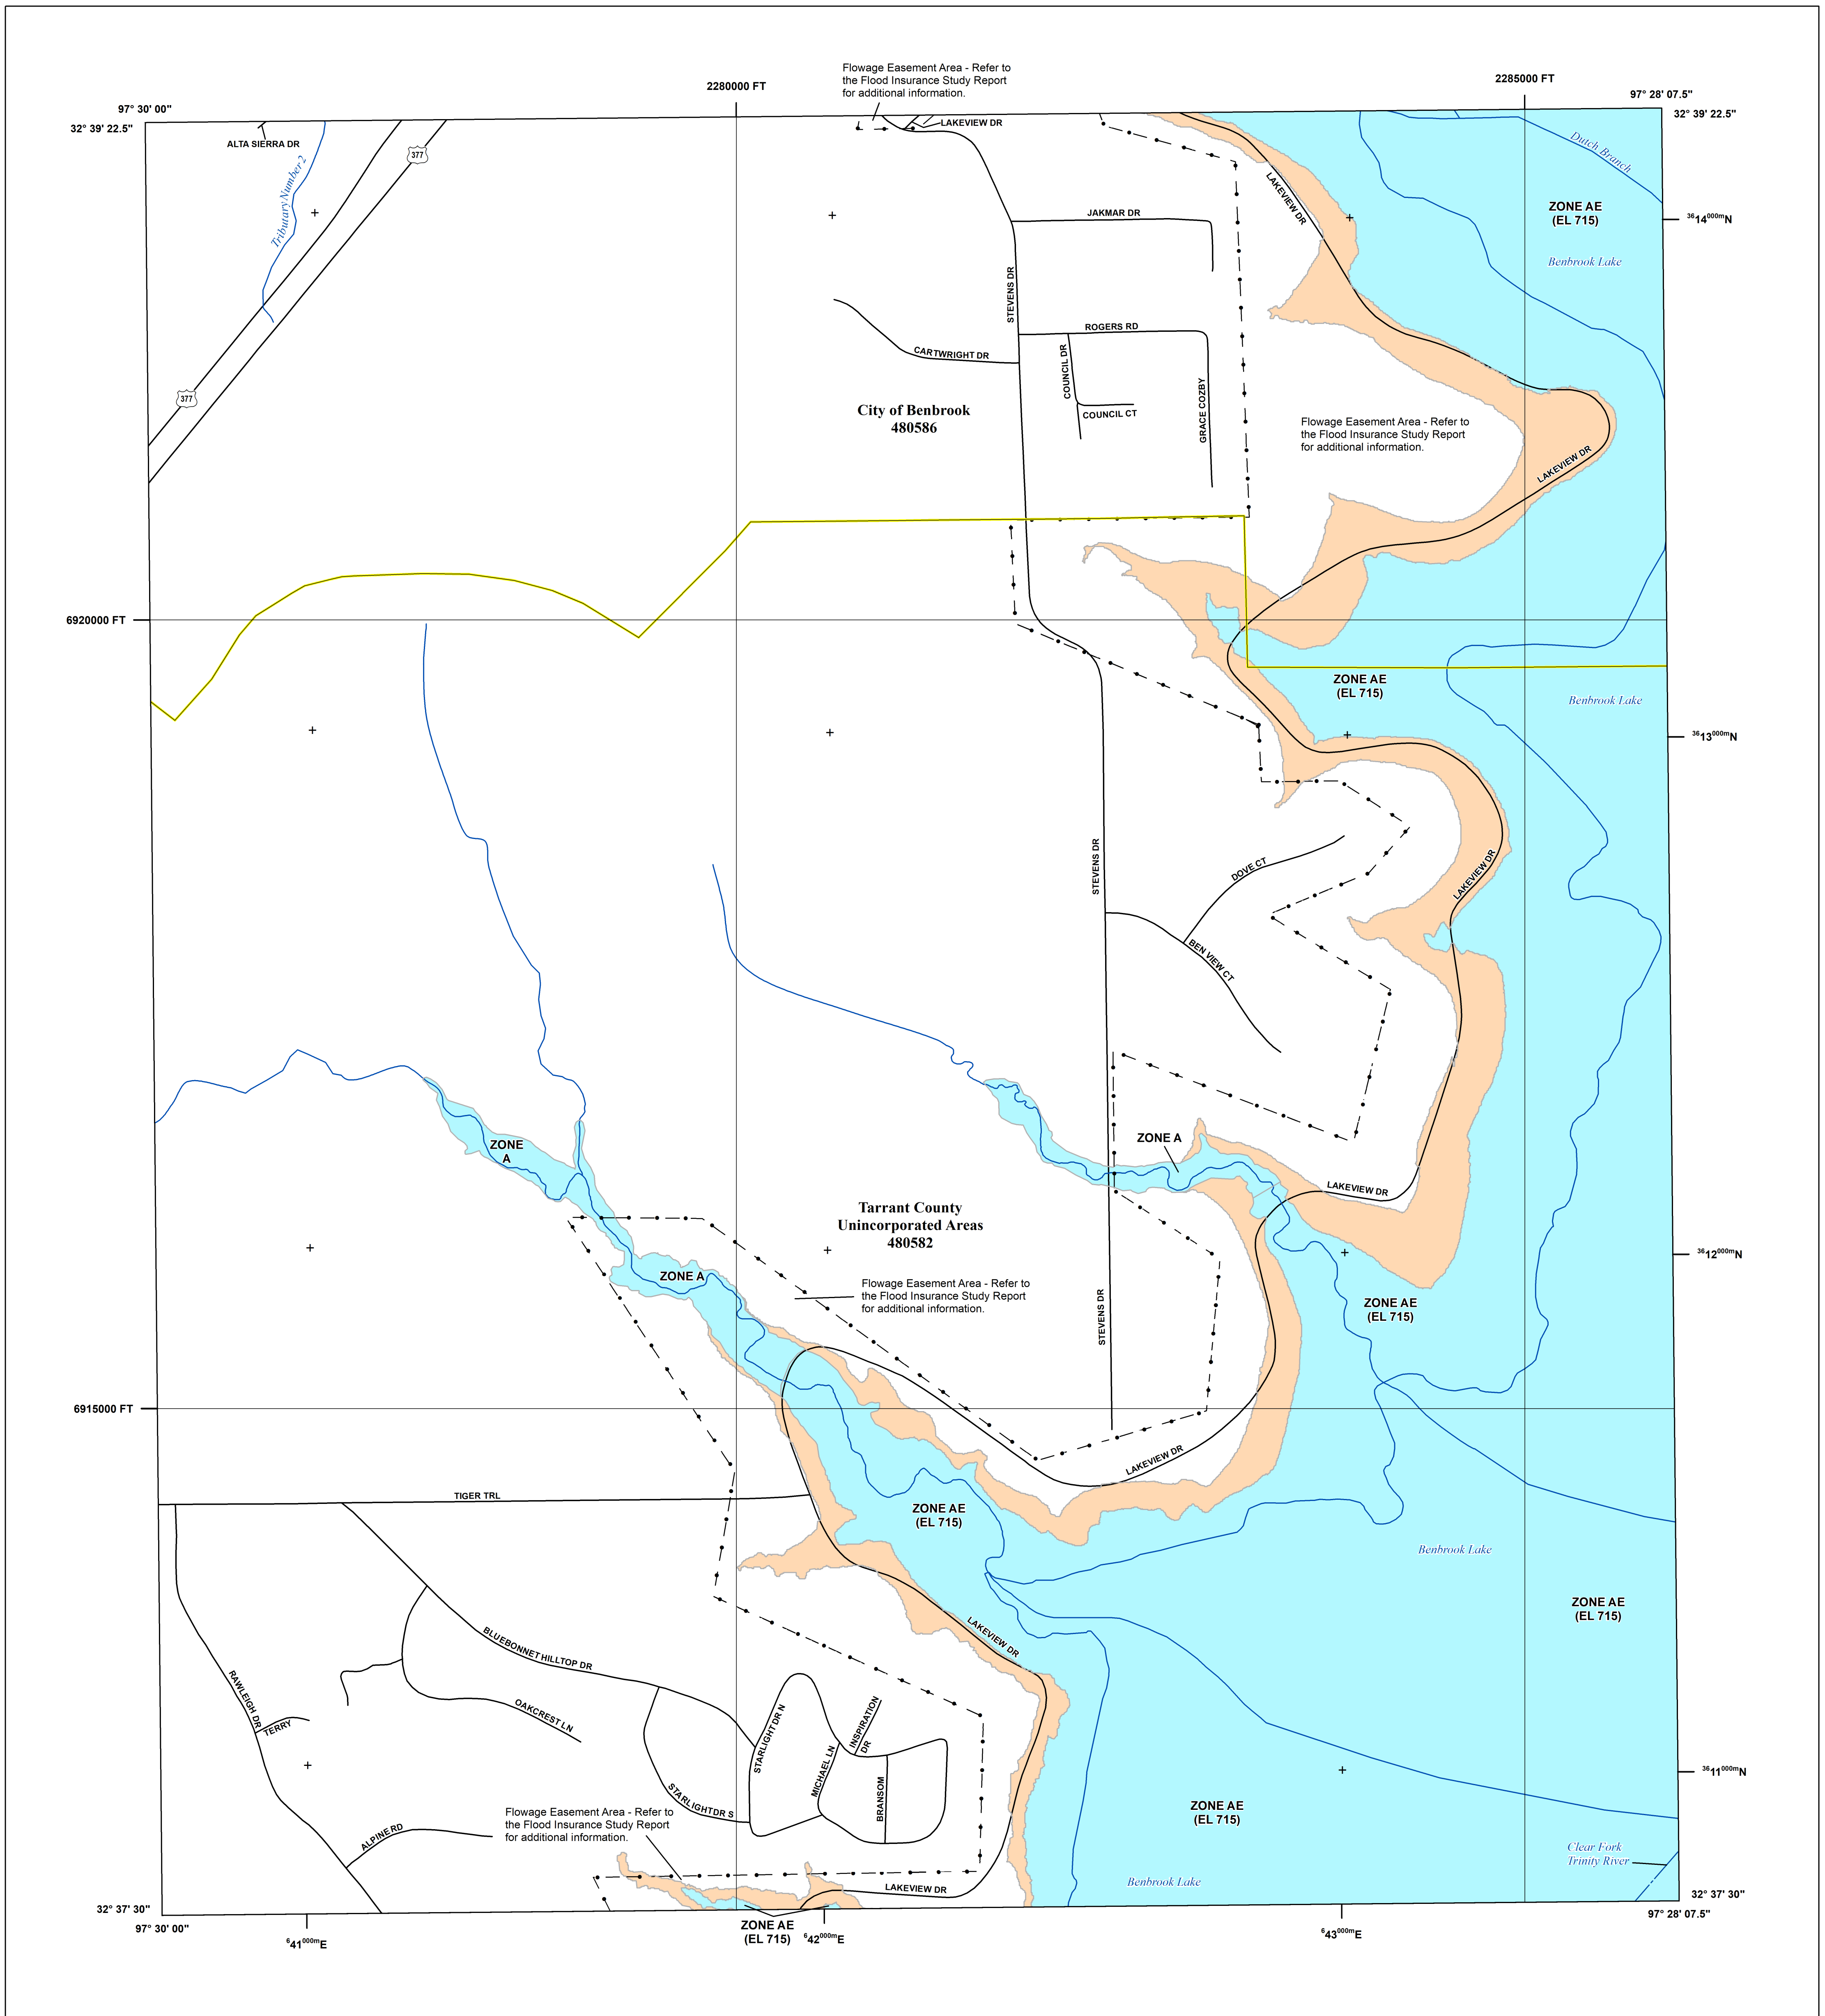 Flowage Easement Area - Refer to
the Flood Insurance Study Report
for additional information.
2280000 FT
2285000 FT
97° 30' 00"
97° 28' 07.5"
32° 39' 22.5"
32° 39' 22.5"
LAKEVIEW DR
ALTA SIERRA DR
377
Tributary Number 2
Dutch Branch
LAKEVIEW DR
ZONE AE
(EL 715)
JAKMAR DR
3614000mN
Benbrook Lake
STEVENS DR
ROGERS RD
CARTWRIGHT DR
COUNCIL DR
377
City of Benbrook
480586
COUNCIL CT
GRACE COZBY
Flowage Easement Area - Refer to
the Flood Insurance Study Report
for additional information.
LAKEVIEW DR
6920000 FT
ZONE AE
(EL 715)
Benbrook Lake
3613000mN
STEVENS DR
DOVE CT
LAKEVIEW DR
BEN VIEW CT
ZONE
A
ZONE A
LAKEVIEW DR
Tarrant County
Unincorporated Areas
480582
3612000mN
ZONE A
Flowage Easement Area - Refer to
the Flood Insurance Study Report
for additional information.
STEVENS DR
ZONE AE
(EL 715)
6915000 FT
LAKEVIEW DR
TIGER TRL
ZONE AE
(EL 715)
Benbrook Lake
ZONE AE
(EL 715)
LAKEVIEW DR
BLUEBONNET HILLTOP DR
RAWLEIGH DR
TERRY
OAKCREST LN
STARLIGHT DR N
INSPIRATION
DR
MICHAEL LN
BRANSOM
STARLIGHT DR S
3611000mN
ZONE AE
(EL 715)
Flowage Easement Area - Refer to
the Flood Insurance Study Report
for additional information.
ALPINE RD
Clear Fork
Trinity River
Benbrook Lake
LAKEVIEW DR
32° 37' 30"
32° 37' 30"
97° 30' 00"
97° 28' 07.5"
ZONE AE
(EL 715)
641000mE
642000mE
643000mE